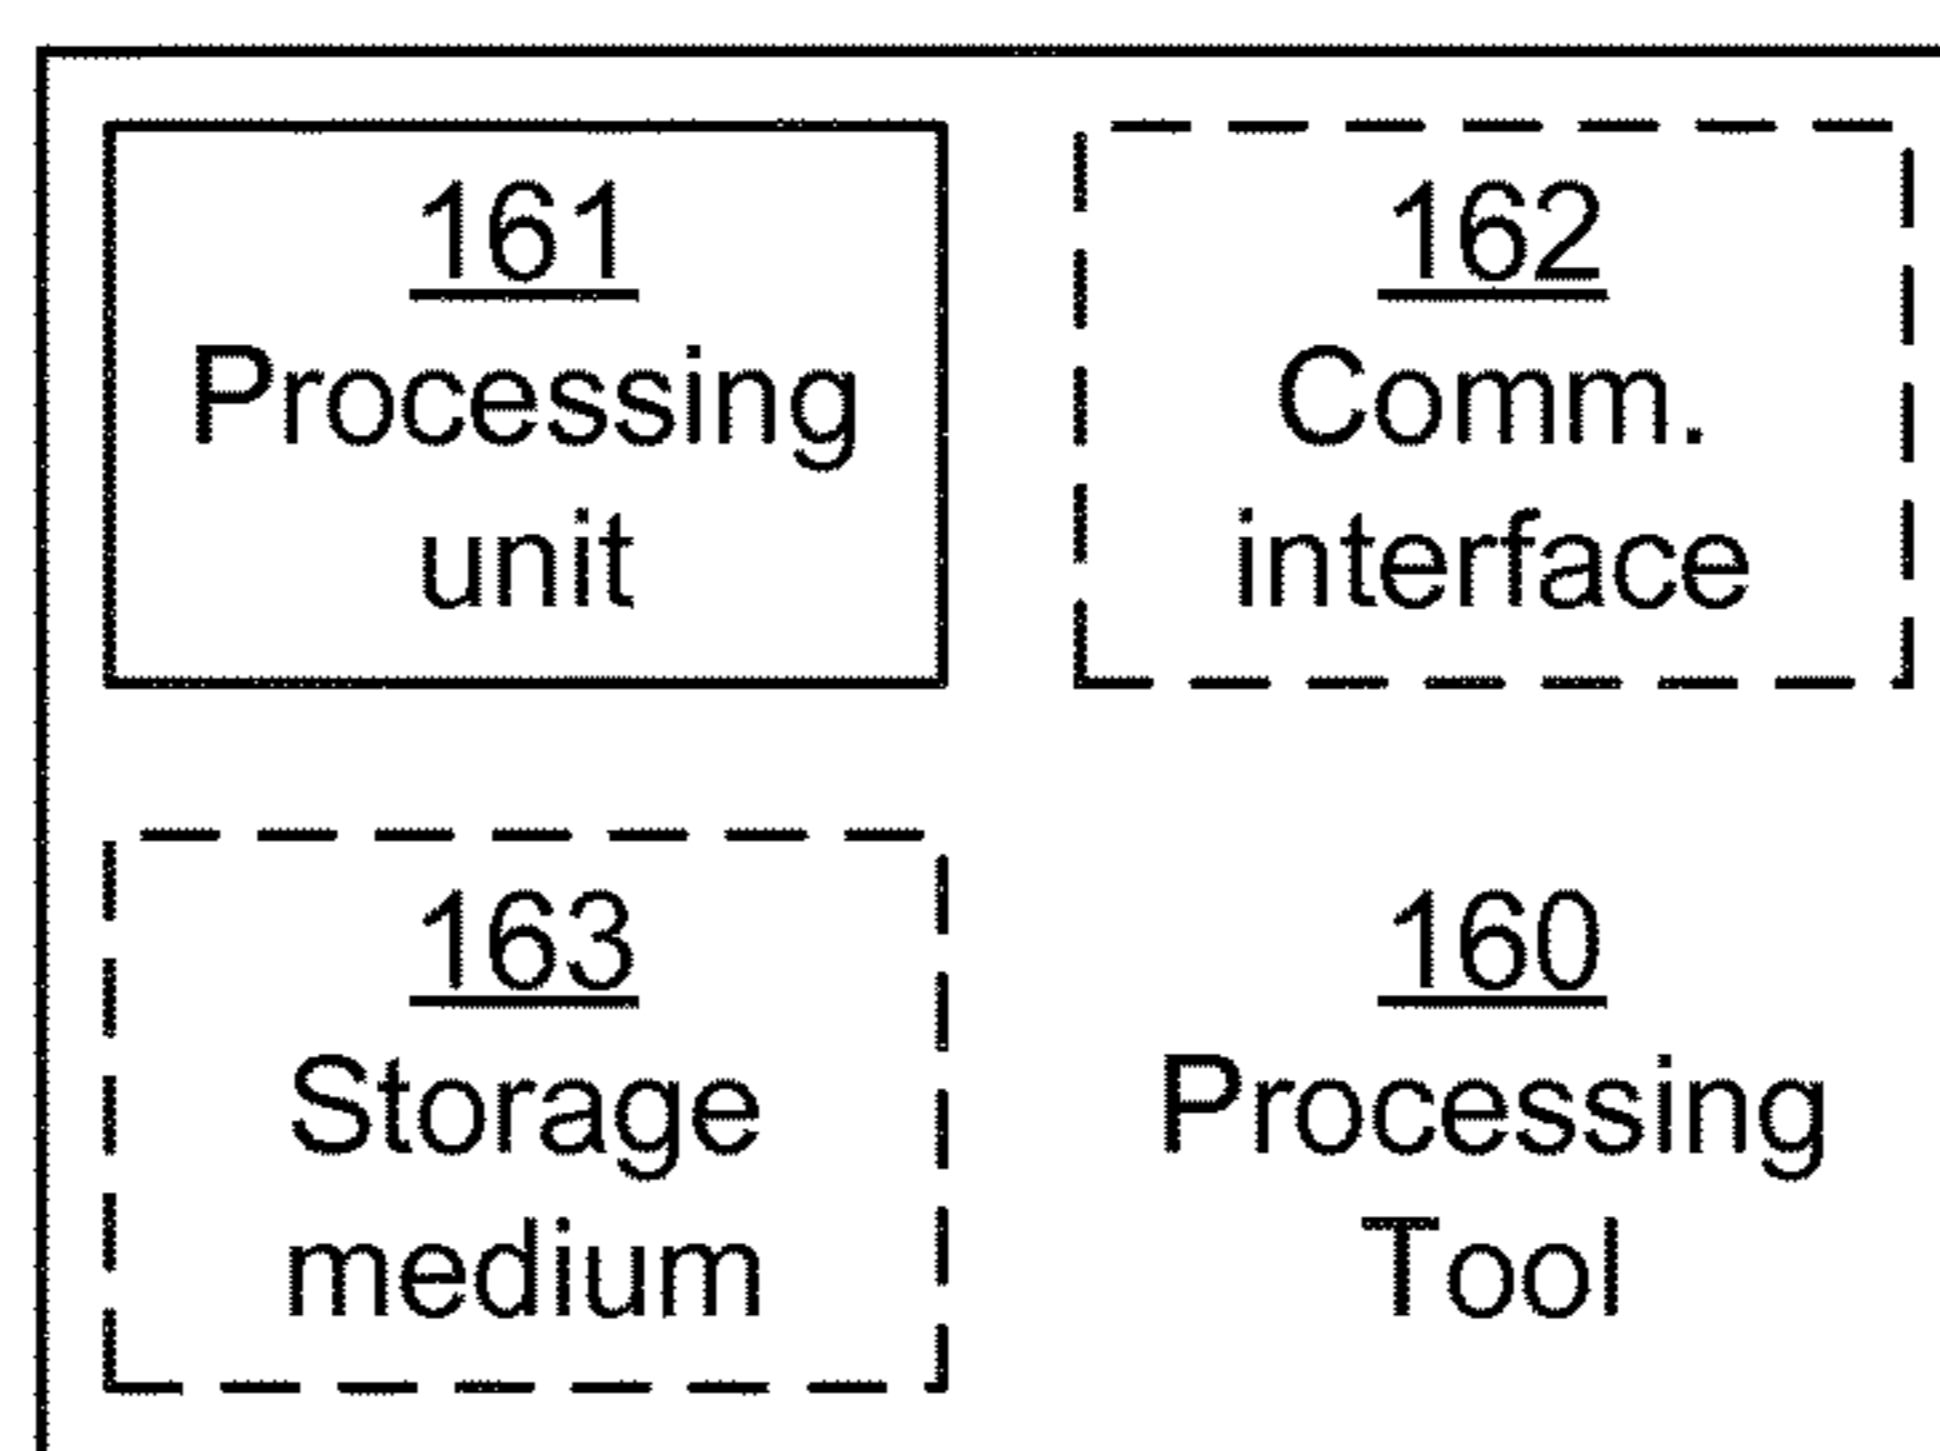 161
Processing
unit
162
Comm.
interface
163
Storage
medium
160
Processing
Tool